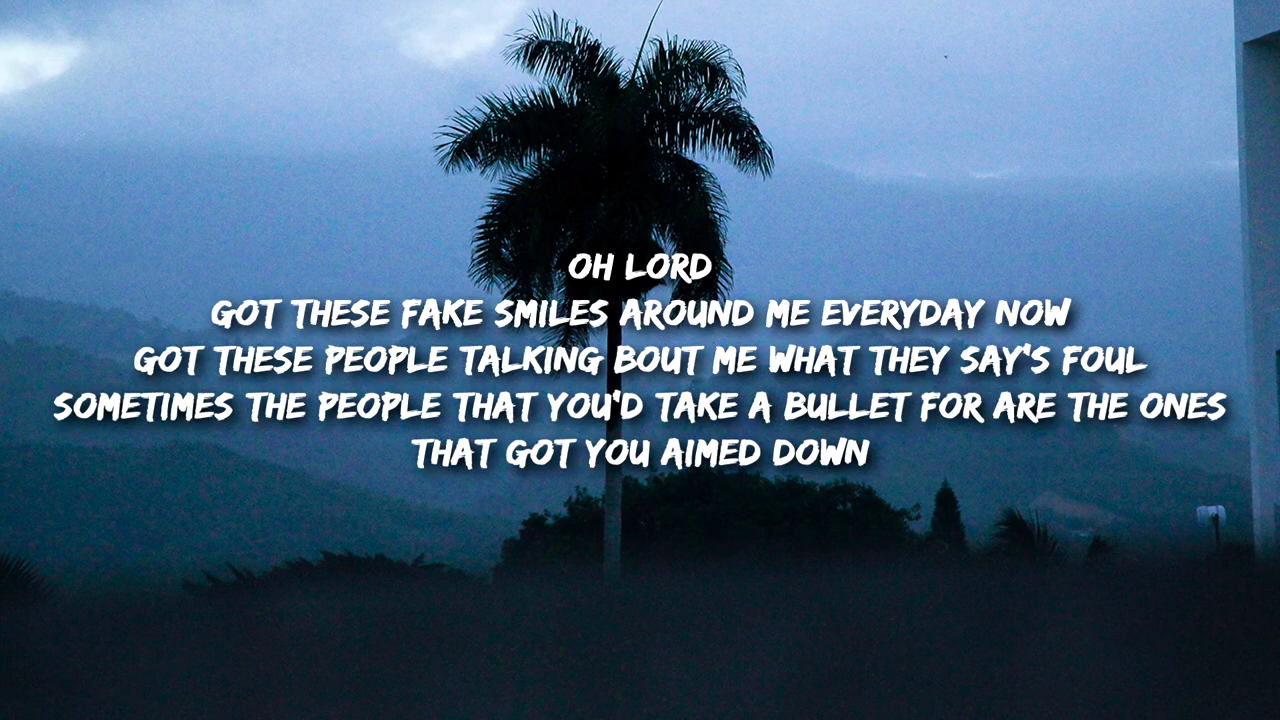 OH LORD
GOT THESE FAKE SMILES AROUND ME EVERYDAY NOW
GOT THESE PEOPLE TALKING BOUT ME WHAT THEY SAY'S FOUL
SOMETIMES THE PEOPLE THAT YOU'D TAKE A BULLET FOR ARE THE ONES
THAT GOT YOU AIMED DOWN